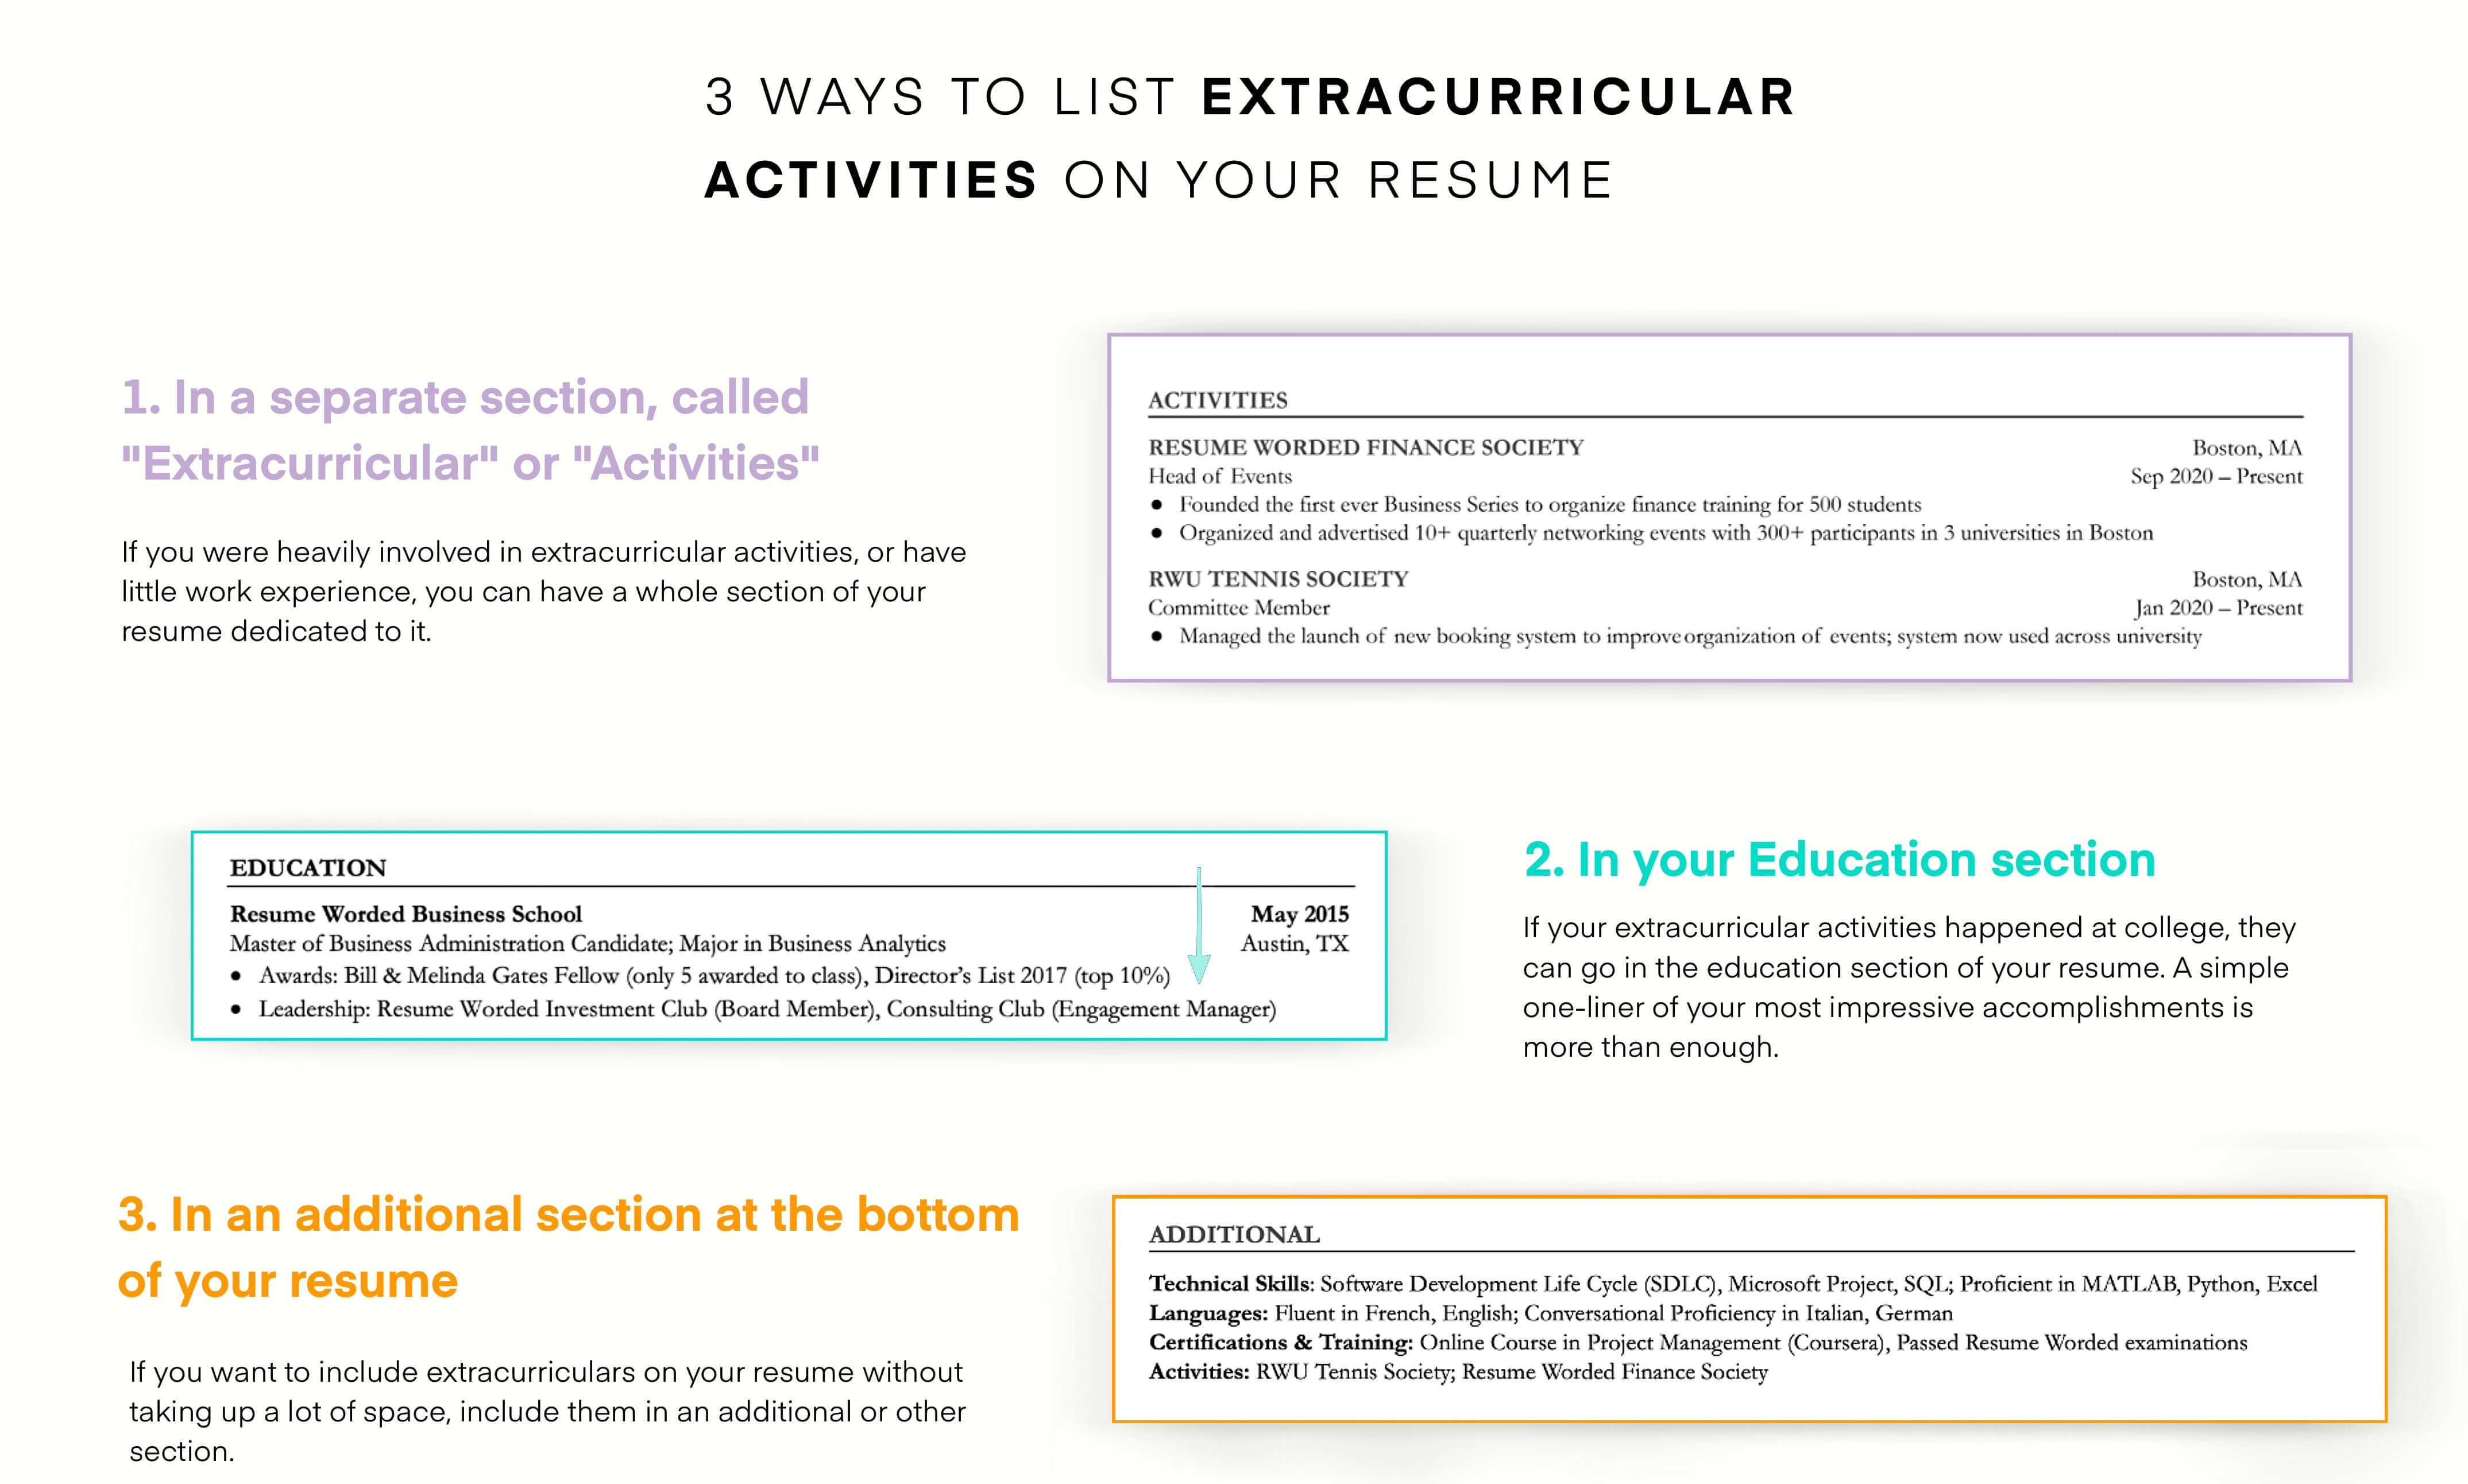 3 WAYS TO LIST EXTRACURRICULAR
ACTIVITIES ON YOUR RESUME
1. In a separate section, called
"Extracurricular" or "Activities"
If you were heavily involved in extracurricular activities, or have
little work experience, you can have a whole section of your
resume dedicated to it.
ACTIVITIES
RESUME WORDED FINANCE SOCIETY Boston, MA
Head of Events Sep 2020 – Present
● Founded the first ever Business Series to organize finance training for 500 students
● Organized and advertised 10+ quarterly networking events with 300+ participants in 3 universities in Boston
RWU TENNIS SOCIETY Boston, MA
Committee Member Jan 2020 – Present
● Managed the launch of new booking system to improve organization of events; system now used across university
EDUCATION
Resume Worded Business School May 2015
Master of Business Administration Candidate; Major in Business Analytics Austin, TX
● Awards: Bill & Melinda Gates Fellow (only 5 awarded to class), Director’s List 2017 (top 10%)
● Leadership: Resume Worded Investment Club (Board Member), Consulting Club (Engagement Manager)
2. In your Education section
If your extracurricular activities happened at college, they
can go in the education section of your resume. A simple
one-liner of your most impressive accomplishments is
more than enough.
3. In an additional section at the bottom
of your resume
If you want to include extracurriculars on your resume without
taking up a lot of space, include them in an additional or other
section.
ADDITIONAL
Technical Skills: Software Development Life Cycle (SDLC), Microsoft Project, SQL; Proficient in MATLAB, Python, Excel
Languages: Fluent in French, English; Conversational Proficiency in Italian, German
Certifications & Training: Online Course in Project Management (Coursera), Passed Resume Worded examinations
Activities: RWU Tennis Society; Resume Worded Finance Society